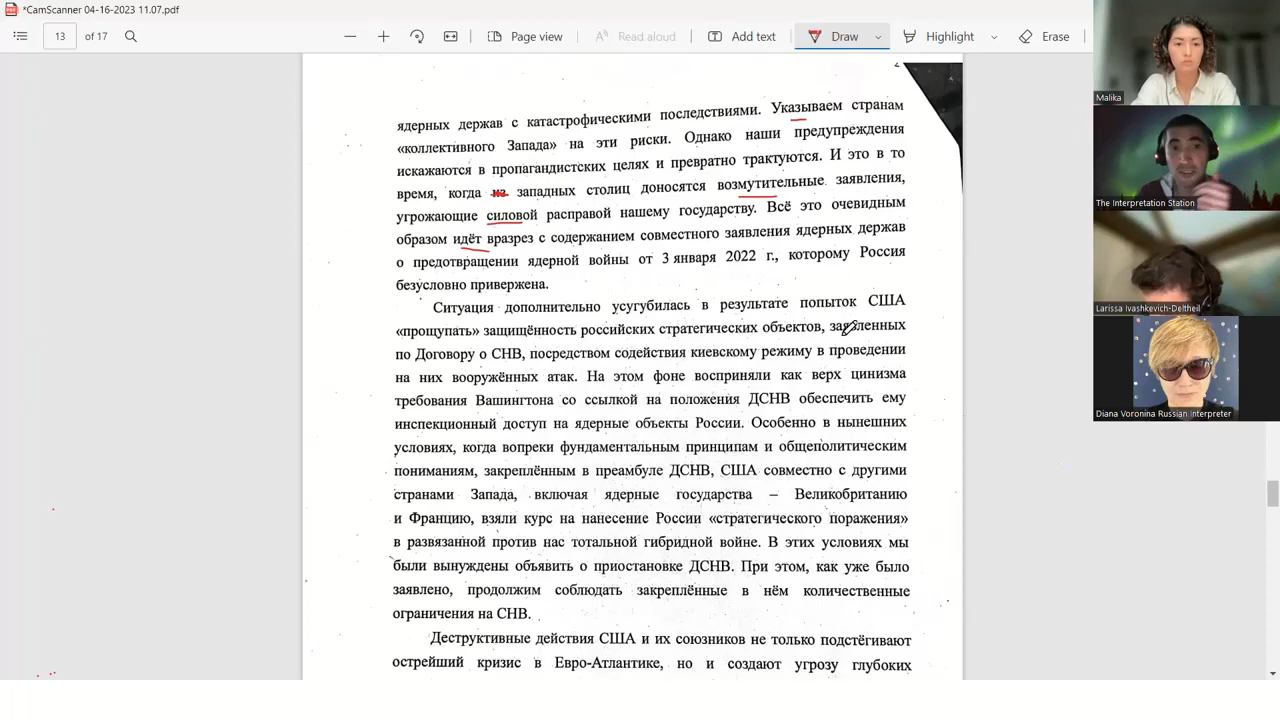 *CamScanner 04-16-2023 11.07.pdf
13 of 17 Page view Read aloud Add text Draw Highlight Erase
2
ядерных держав с катастрофическими последствиями. Указываем странам
«коллективного Запада» на эти риски. Однако наши предупреждения
искажаются в пропагандистских целях и превратно трактуются. И это в то
время, когда из западных столиц доносятся возмутительные заявления,
угрожающие силовой расправой нашему государству. Всё это очевидным
образом идёт вразрез с содержанием совместного заявления ядерных держав
о предотвращении ядерной войны от 3 января 2022 г., которому Россия
безусловно привержена.
Ситуация дополнительно усугубилась в результате попыток США
«прощупать» защищённость российских стратегических объектов, заявленных
по Договору о СНВ, посредством содействия киевскому режиму в проведении
на них вооружённых атак. На этом фоне восприняли как верх цинизма
требования Вашингтона со ссылкой на положения ДСНВ обеспечить ему
инспекционный доступ на ядерные объекты России. Особенно в нынешних
условиях, когда вопреки фундаментальным принципам и общеполитическим
пониманиям, закреплённым в преамбуле ДСНВ, США совместно с другими
странами Запада, включая ядерные государства – Великобританию
и Францию, взяли курс на нанесение России «стратегического поражения»
в развязанной против нас тотальной гибридной войне. В этих условиях мы
были вынуждены объявить о приостановке ДСНВ. При этом, как уже было
заявлено, продолжим соблюдать закреплённые в нём количественные
ограничения на СНВ.
Деструктивные действия США и их союзников не только подстёгивают
острейший кризис в Евро-Атлантике, но и создают угрозу глубоких
Malika
The Interpretation Station
Larissa Ivashkevich-Deltheil
Diana Voronina Russian Interpreter